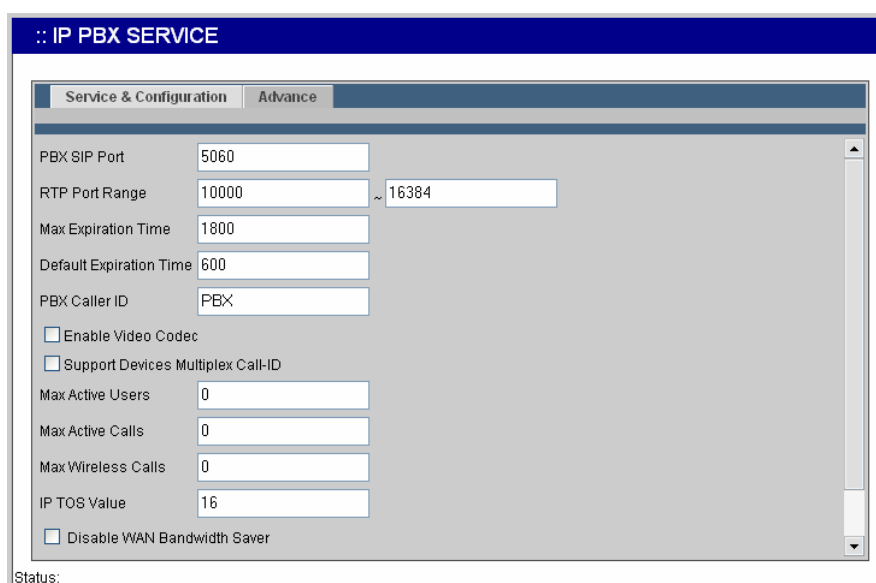 :: IP PBX SERVICE
Service & Configuration Advance
PBX SIP Port 5060
RTP Port Range 10000 ~ 16384
Max Expiration Time 1800
Default Expiration Time 600
PBX Caller ID PBX
Enable Video Codec
Support Devices Multiplex Call-ID
Max Active Users 0
Max Active Calls 0
Max Wireless Calls 0
IP TOS Value 16
Disable WAN Bandwidth Saver
Status: